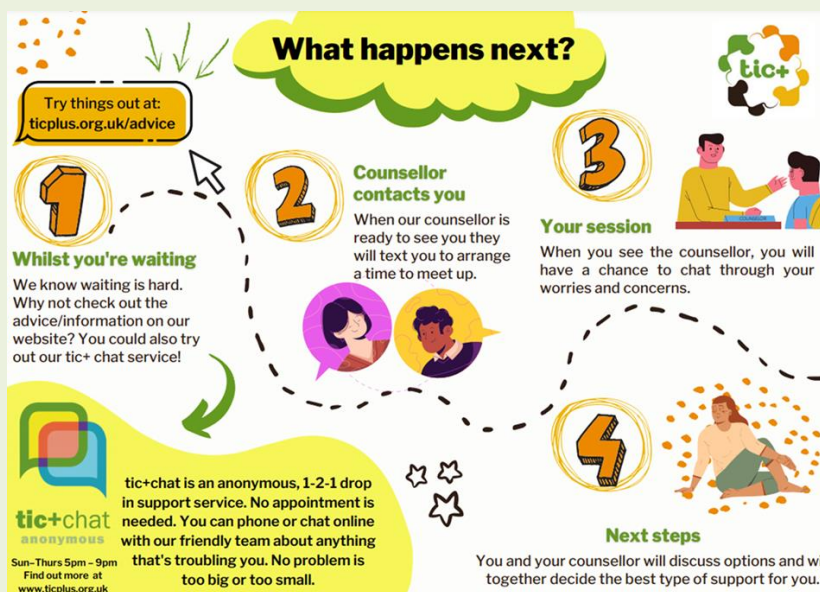 What happens next?
tic+
Try things out at:
ticplus.org.uk/advice
1
Whilst you're waiting
We know waiting is hard.
Why not check out the
advice/information on our
website? You could also try
out our tic+ chat service!
2
Counsellor
contacts you
When our counsellor is
ready to see you they
will text you to arrange
a time to meet up.
3
COUNSELOR
Your session
When you see the counsellor, you will
have a chance to chat through your
worries and concerns.
tic+chat
anonymous
Sun-Thurs 5pm – 9pm
Find out more at
www.ticplus.org.uk
tic+chat is an anonymous, 1-2-1 drop
in support service. No appointment is
needed. You can phone or chat online
with our friendly team about anything
that's troubling you. No problem is
too big or too small.
4
Next steps
You and your counsellor will discuss options and
together decide the best type of support for you.